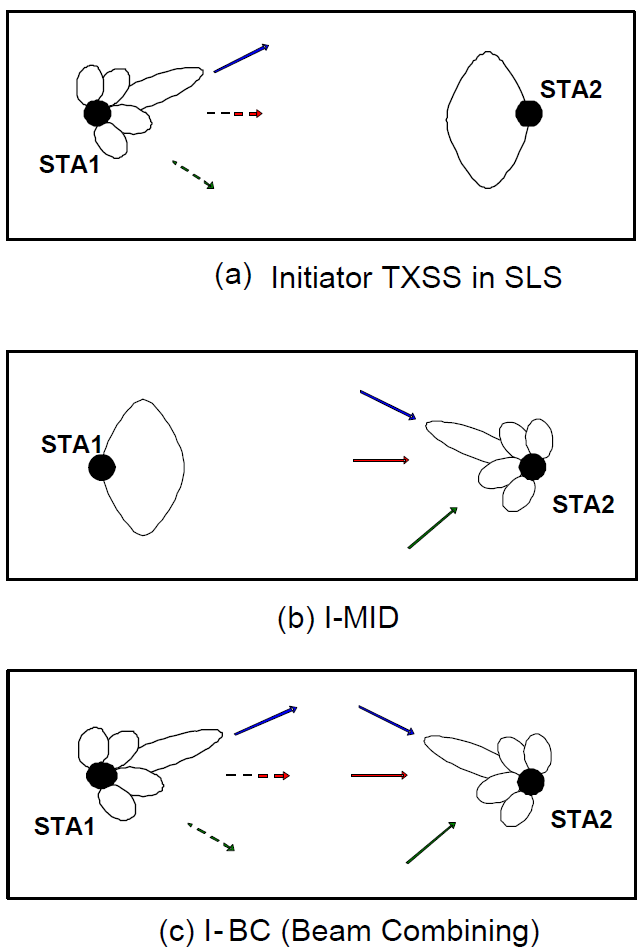 STA2
STA1
(a) Initiator TXSS in SLS
STA1
STA2
(b) I-MID
STA1
STA2
(c) I-BC (Beam Combining)